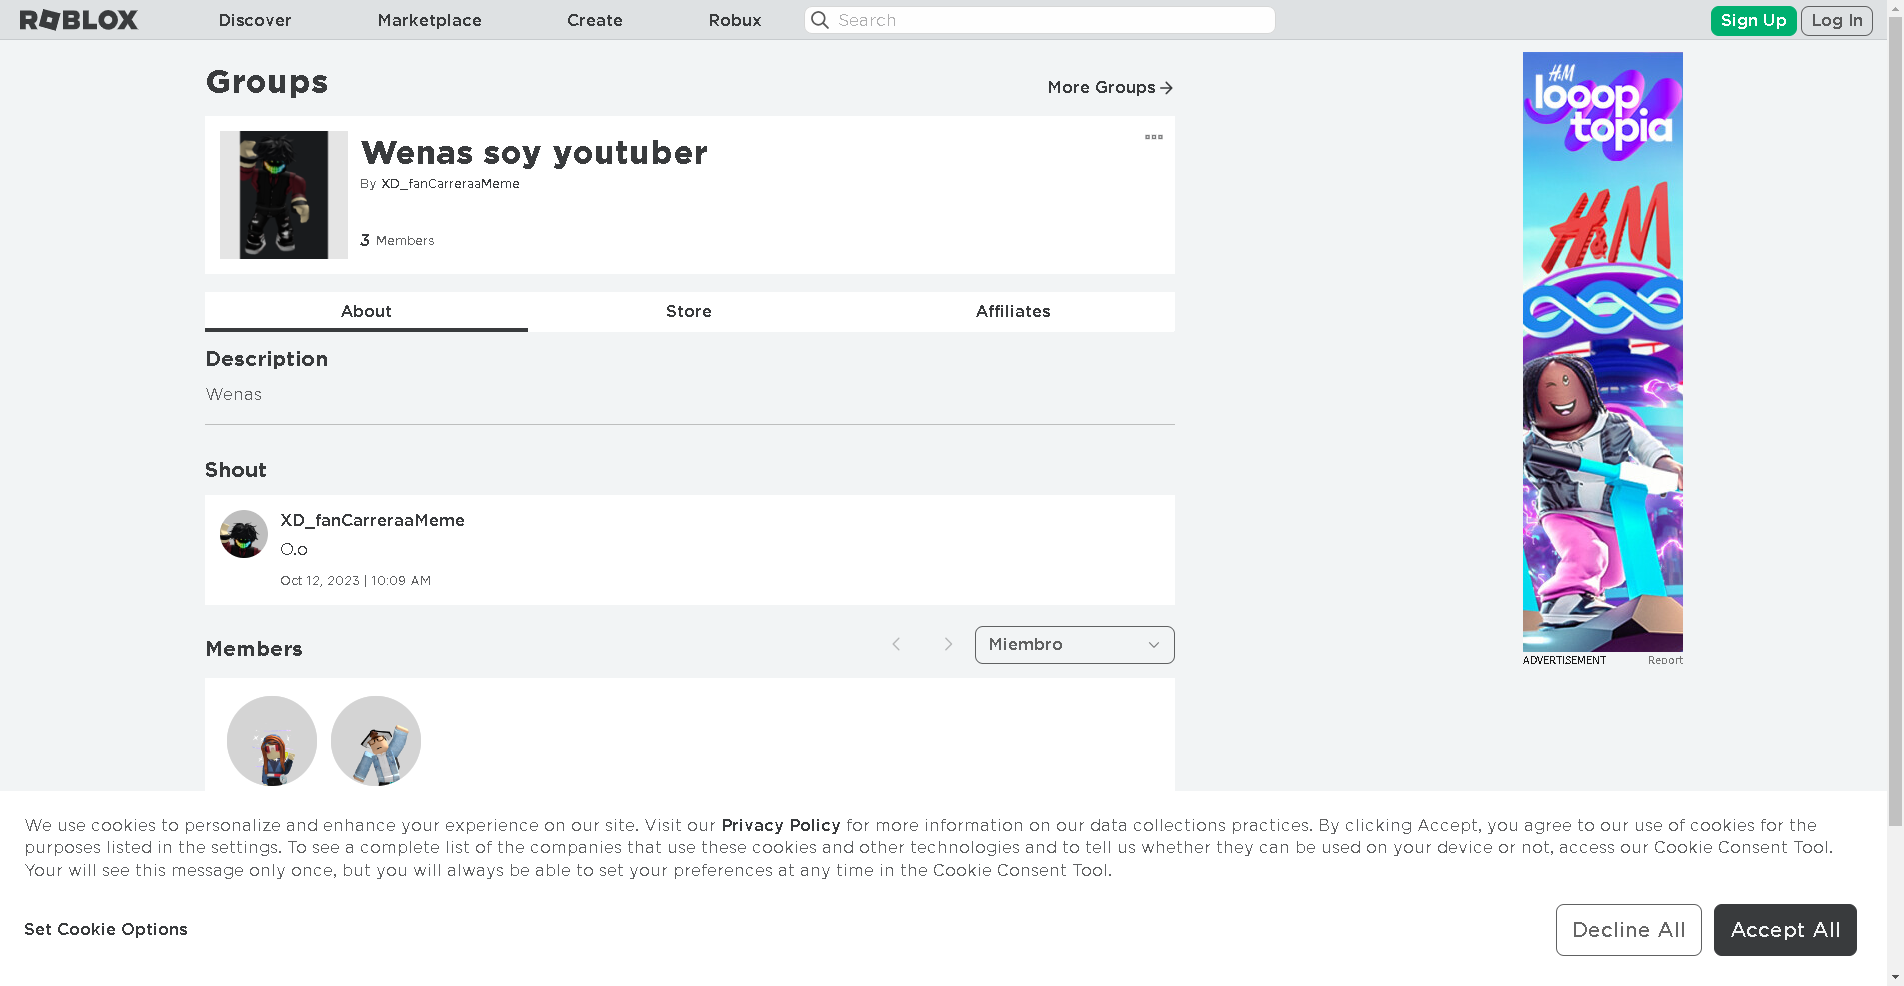 ROBLOX
Discover
Marketplace
Create
Robux
Search
Sign Up
Log In
Groups
More Groups
Wenas soy youtuber
By XD_fanCarreraaMeme
3 Members
About
Store
Affiliates
Description
Wenas
Shout
XD_fanCarreraaMeme
O.o
Oct 12, 2023 | 10:09 AM
Members
Miembro
H&M
looop
topia
H&M
ADVERTISEMENT
Report
We use cookies to personalize and enhance your experience on our site. Visit our Privacy Policy for more information on our data collections practices. By clicking Accept, you agree to our use of cookies for the
purposes listed in the settings. To see a complete list of the companies that use these cookies and other technologies and to tell us whether they can be used on your device or not, access our Cookie Consent Tool.
Your will see this message only once, but you will always be able to set your preferences at any time in the Cookie Consent Tool.
Set Cookie Options
Decline All
Accept All